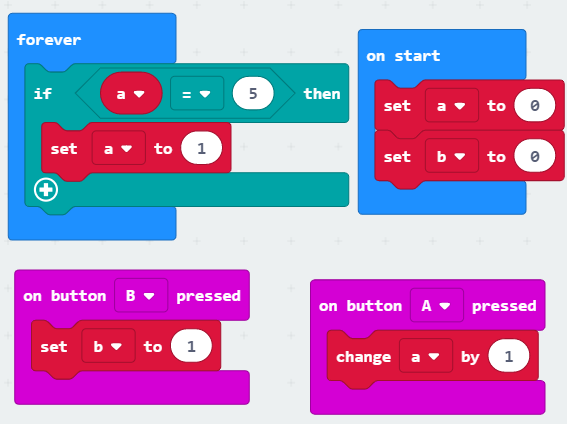 forever
if a = 5 then
set a to 1
on start
set a to 0
set b to 0
on button B pressed
set b to 1
on button A pressed
change a by 1